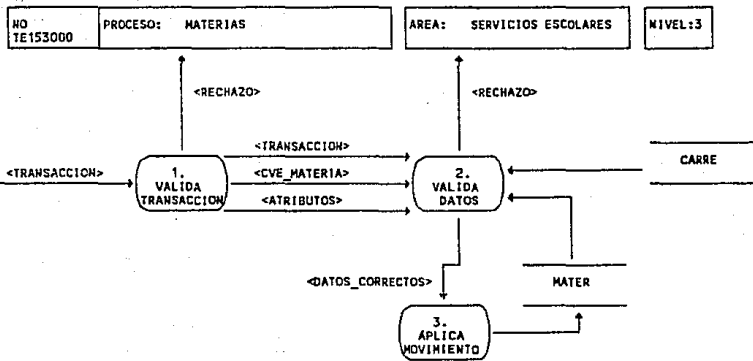 NO
TE153000
PROCESO: MATERIAS
AREA: SERVICIOS ESCOLARES
NIVEL:3
<RECHAZO>
<RECHAZO>
<TRANSACCION>
<TRANSACCION>
<CVE_MATERIA>
<ATRIBUTOS>
1.
VALIDA
TRANSACCION
2.
VALIDA
DATOS
CARRE
<DATOS_CORRECTOS>
MATER
3.
APLICA
MOVIMIENTO